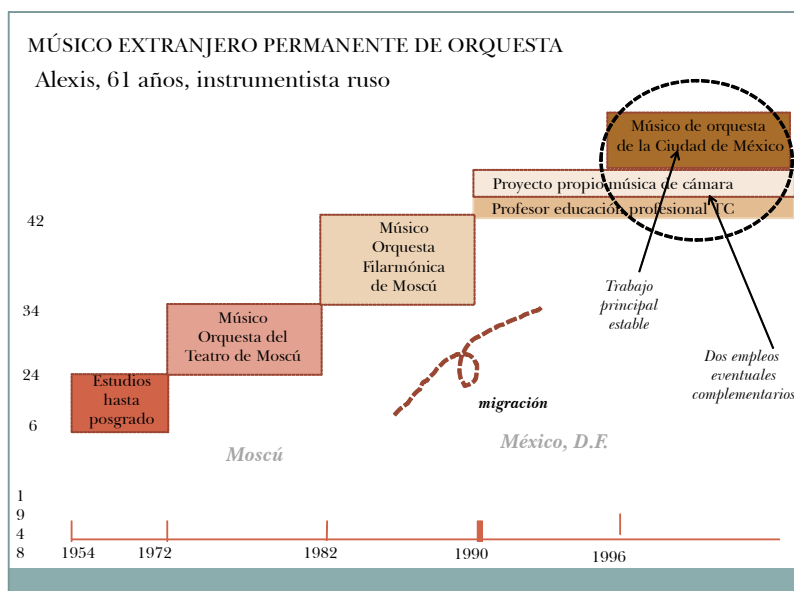 MÚSICO EXTRANJERO PERMANENTE DE ORQUESTA
Alexis, 61 años, instrumentista ruso
Músico de orquesta
de la Ciudad de México
Proyecto propio música de cámara
Profesor educación profesional TC
42
Músico
Orquesta
Filarmónica
de Moscú
Trabajo
principal
estable
34
Músico
Orquesta del
Teatro de Moscú
Dos empleos
eventuales
complementarios
24
Estudios
hasta
posgrado
migración
6
Moscú
México, D.F.
1
9
4
8
1954
1972
1982
1990
1996